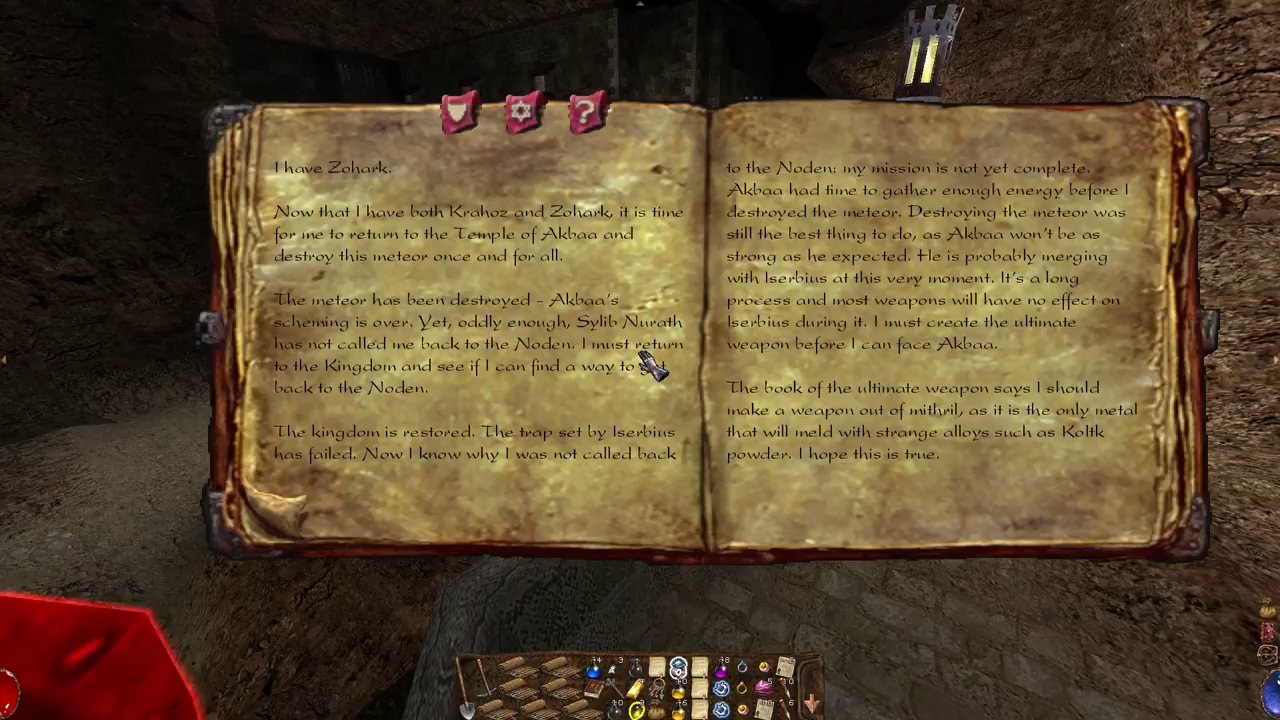 I have Zohark.
Now that I have both Krahoz and Zohark, it is time
for me to return to the Temple of Akbaa and
destroy this meteor once and for all.
The meteor has been destroyed - Akbaa's
scheming is over. Yet, oddly enough, Sylib Nurath
has not called me back to the Noden. I must return
to the Kingdom and see if I can find a way to
back to the Noden.
The kingdom is restored. The trap set by Iserbius
has failed. Now I know why I was not called back
to the Noden: my mission is not yet complete.
Akbaa had time to gather enough energy before I
destroyed the meteor. Destroying the meteor was
still the best thing to do, as Akbaa won't be as
strong as he expected. He is probably merging
with Iserbius at this very moment. It's a long
process and most weapons will have no effect on
Iserbius during it. I must create the ultimate
weapon before I can face Akbaa.
The book of the ultimate weapon says I should
make a weapon out of mithril, as it is the only metal
that will meld with strange alloys such as Koltk
powder. I hope this is true.